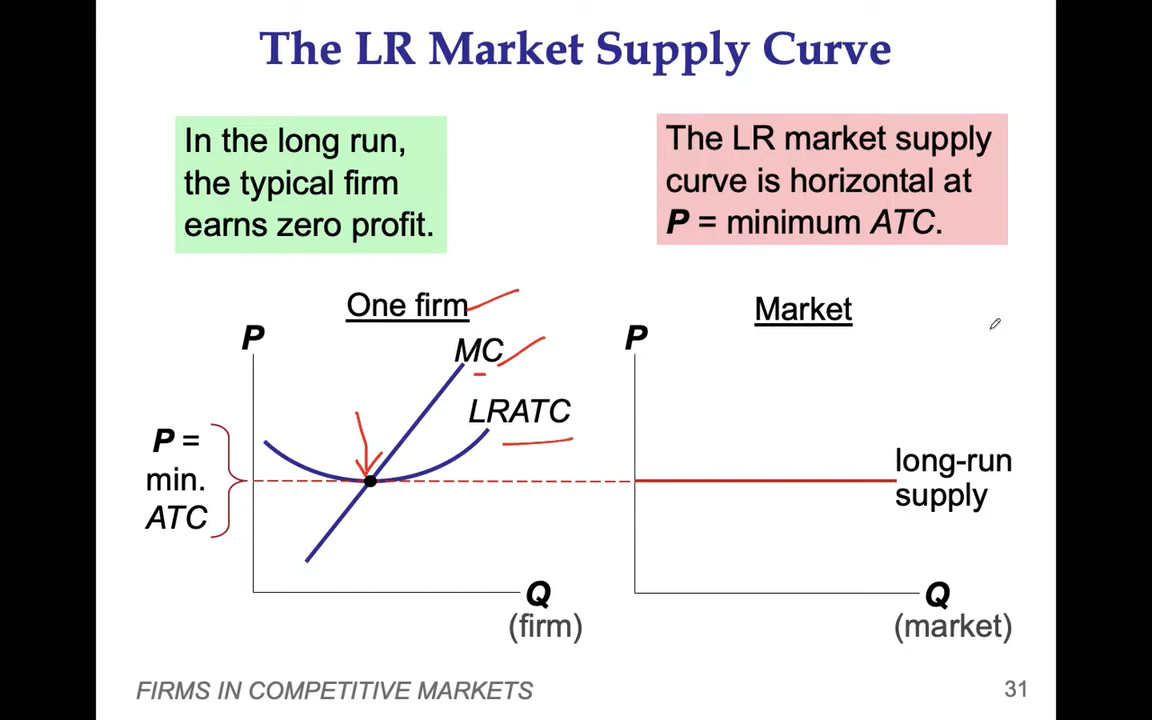 The LR Market Supply Curve
In the long run,
the typical firm
earns zero profit.
The LR market supply
curve is horizontal at
P = minimum ATC.
One firm
P
MC
LRATC
P =
min.
ATC
Q
(firm)
Market
P
long-run
supply
Q
(market)
FIRMS IN COMPETITIVE MARKETS
31